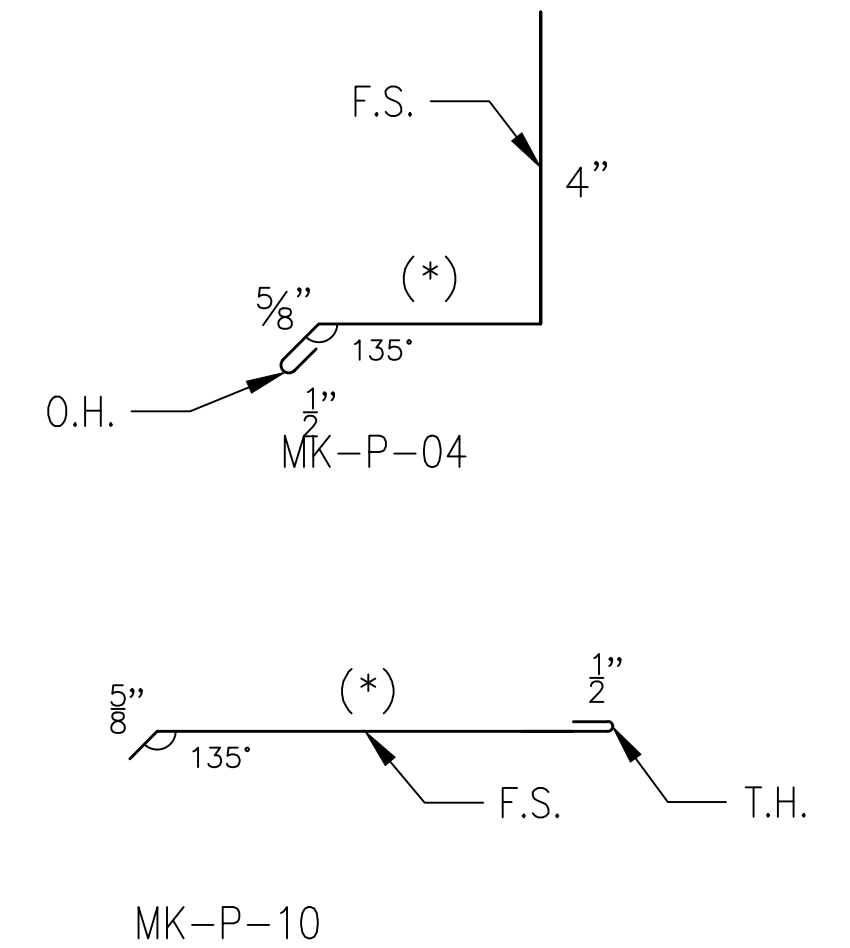 F.S.
4”
(*)
5/8”
135°
O.H.
1/2”
MK-P-04
(*)
1/2”
5/8”
135°
F.S.
T.H.
MK-P-10